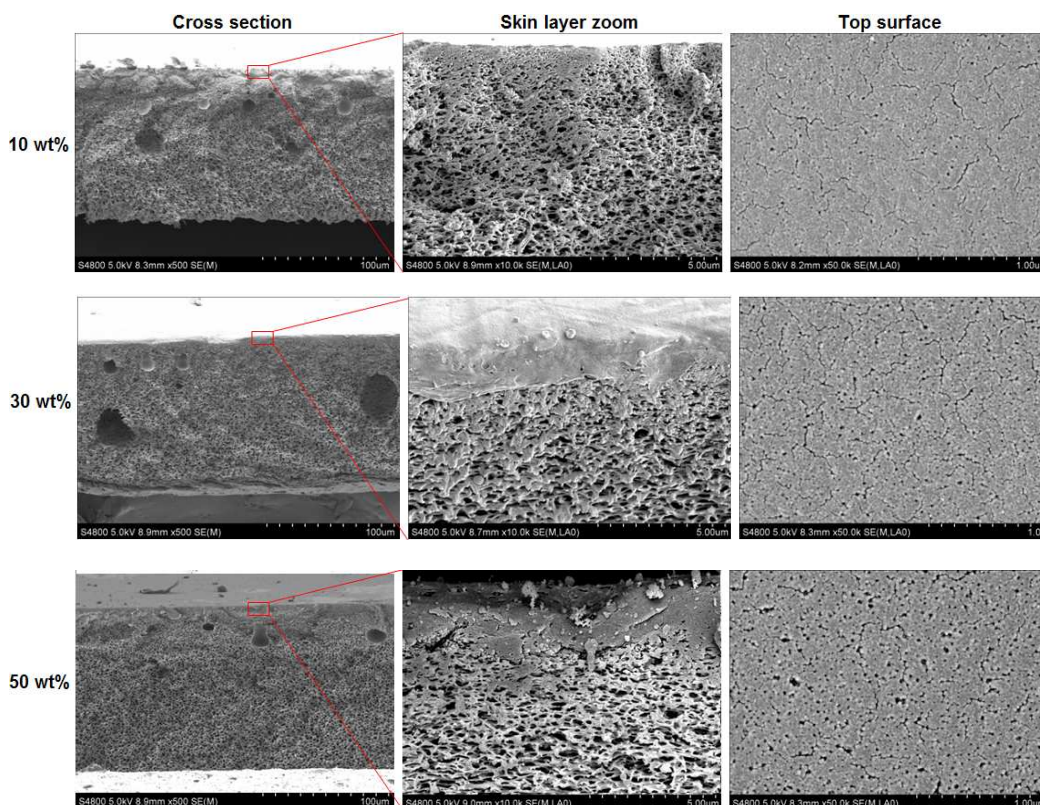 Cross section Skin layer zoom Top surface
10 wt%
S4800 5.0kV 8.3mm x500 SE(M) 100um
S4800 5.0kV 8.9mm x10.0k SE(M,LA0) 5.00um
S4800 5.0kV 8.2mm x50.0k SE(M,LA0) 1.00u
30 wt%
S4800 5.0kV 8.9mm x500 SE(M) 100um
S4800 5.0kV 8.7mm x10.0k SE(M,LA0) 5.00um
S4800 5.0kV 8.3mm x50.0k SE(M,LA0) 1.0
50 wt%
S4800 5.0kV 8.9mm x500 SE(M) 100um
S4800 5.0kV 9.0mm x10.0k SE(M,LA0) 5.00um
S4800 5.0kV 8.3mm x50.0k SE(M,LA0) 1.00u